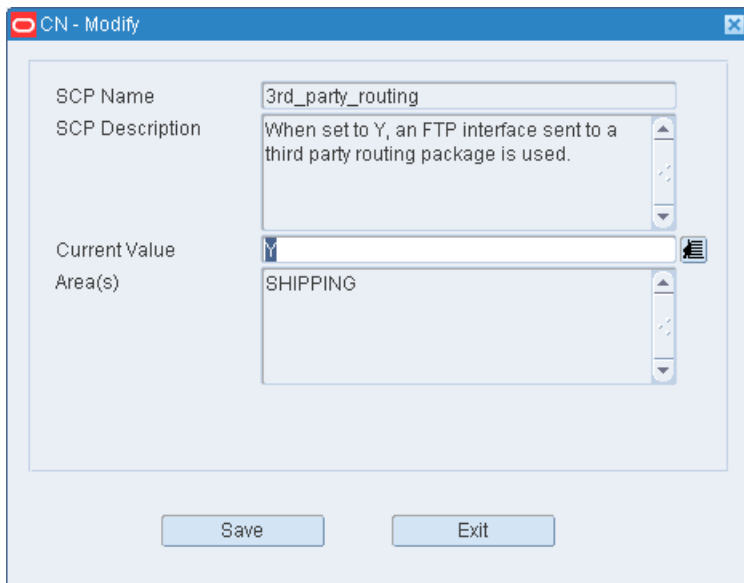 CN - Modify
SCP Name
3rd_party_routing
SCP Description
When set to Y, an FTP interface sent to a
third party routing package is used.
Current Value
Y
Area(s)
SHIPPING
Save
Exit